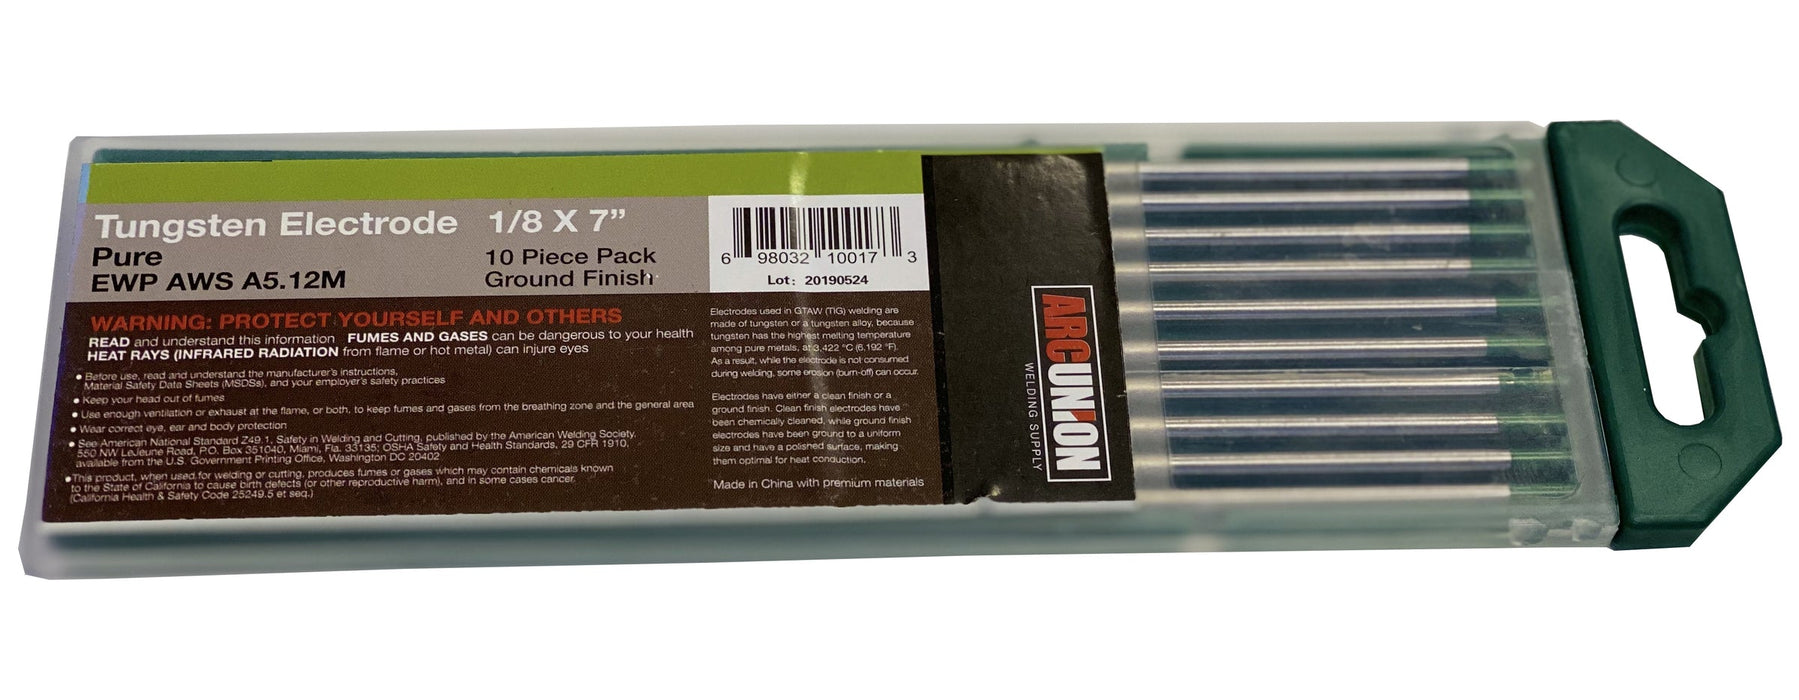 Tungsten Electrode 1/8 X 7”
Pure
EWP AWS A5.12M
10 Piece Pack
Ground Finish
6 98032 10017 3
Lot: 20190524
WARNING: PROTECT YOURSELF AND OTHERS
READ and understand this information FUMES AND GASES can be dangerous to your health
HEAT RAYS (INFRARED RADIATION from flame or hot metal) can injure eyes
• Before use, read and understand the manufacturer's instructions,
Material Safety Data Sheets (MSDSs), and your employer's safety practices
• Keep your head out of fumes
• Use enough ventilation or exhaust at the flame, or both, to keep fumes and gases from the breathing zone and the general area
• Wear correct eye, ear and body protection
• See American National Standard Z49.1, Safety in Welding and Cutting, published by the American Welding Society,
550 NW LeJeune Road, P.O. Box 351040, Miami, Fla. 33135; OSHA Safety and Health Standards, 29 CFR 1910,
available from the U.S. Government Printing Office, Washington DC 20402
• This product, when used for welding or cutting, produces fumes or gases which may contain chemicals known
to the State of California to cause birth defects (or other reproductive harm), and in some cases cancer.
(California Health & Safety Code 25249.5 et seq.)
Electrodes used in GTAW (TIG) welding are
made of tungsten or a tungsten alloy, because
tungsten has the highest melting temperature
among pure metals, at 3,422 °C (6,192 °F).
As a result, while the electrode is not consumed
during welding, some erosion (burn-off) can occur.
Electrodes have either a clean finish or a
ground finish. Clean finish electrodes have
been chemically cleaned, while ground finish
electrodes have been ground to a uniform
size and have a polished surface, making
them optimal for heat conduction.
Made in China with premium materials
ARCUNION
WELDING SUPPLY